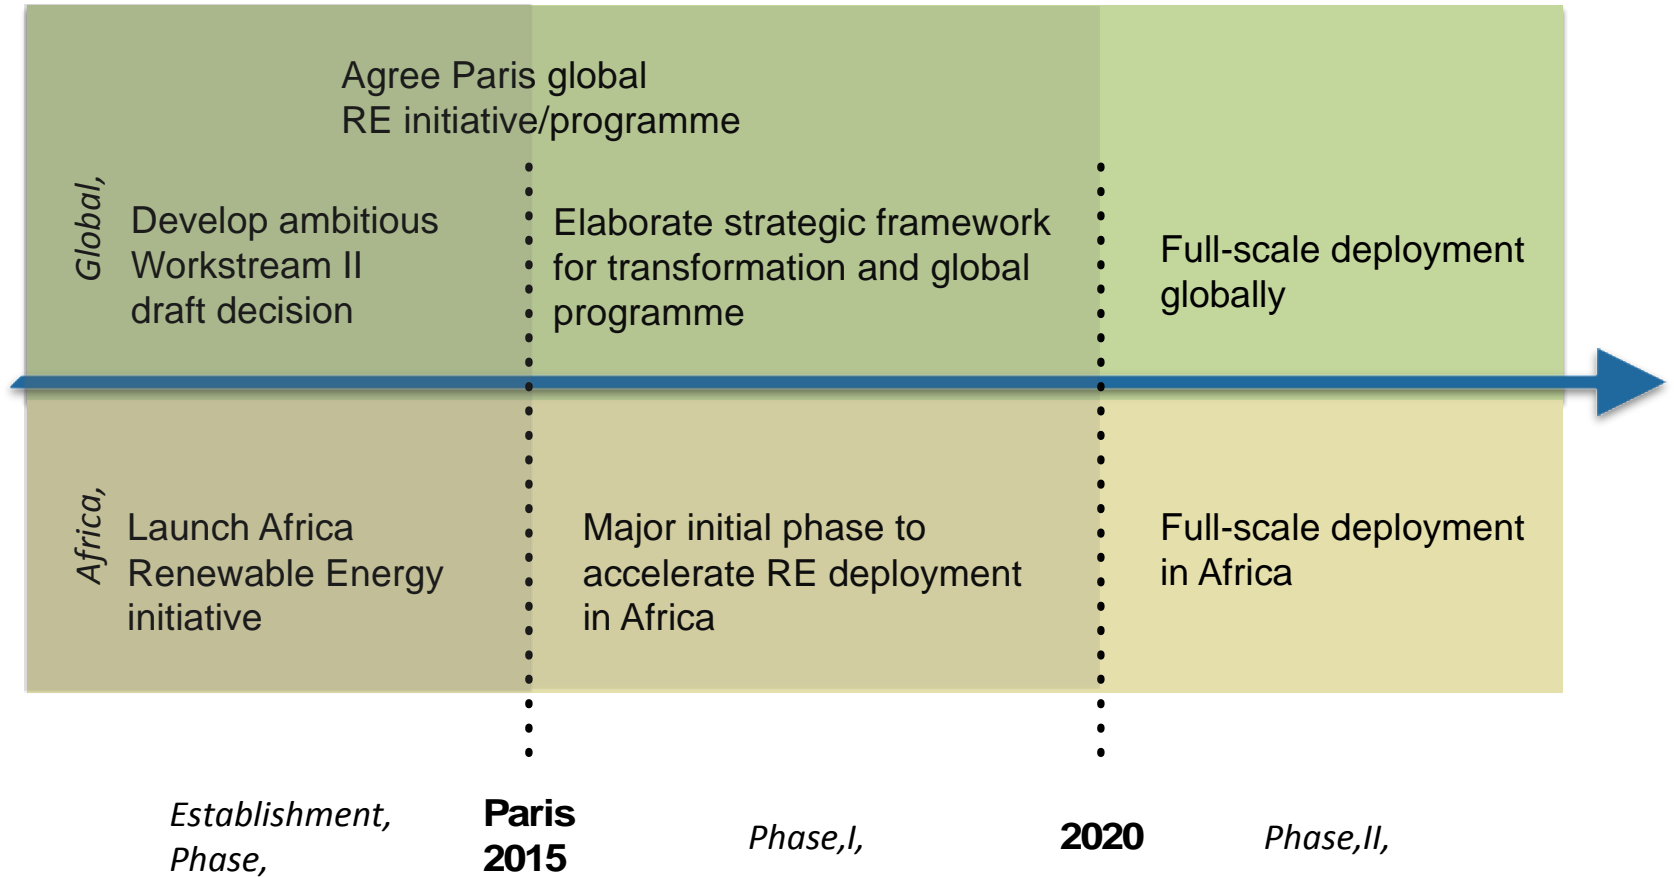 Agree Paris global
RE initiative/programme
Global,
Develop ambitious
Workstream II
draft decision
Elaborate strategic framework
for transformation and global
programme
Full-scale deployment
globally
Africa,
Launch Africa
Renewable Energy
initiative
Major initial phase to
accelerate RE deployment
in Africa
Full-scale deployment
in Africa
Establishment,
Phase,
Paris
2015
Phase,I,
2020
Phase,II,